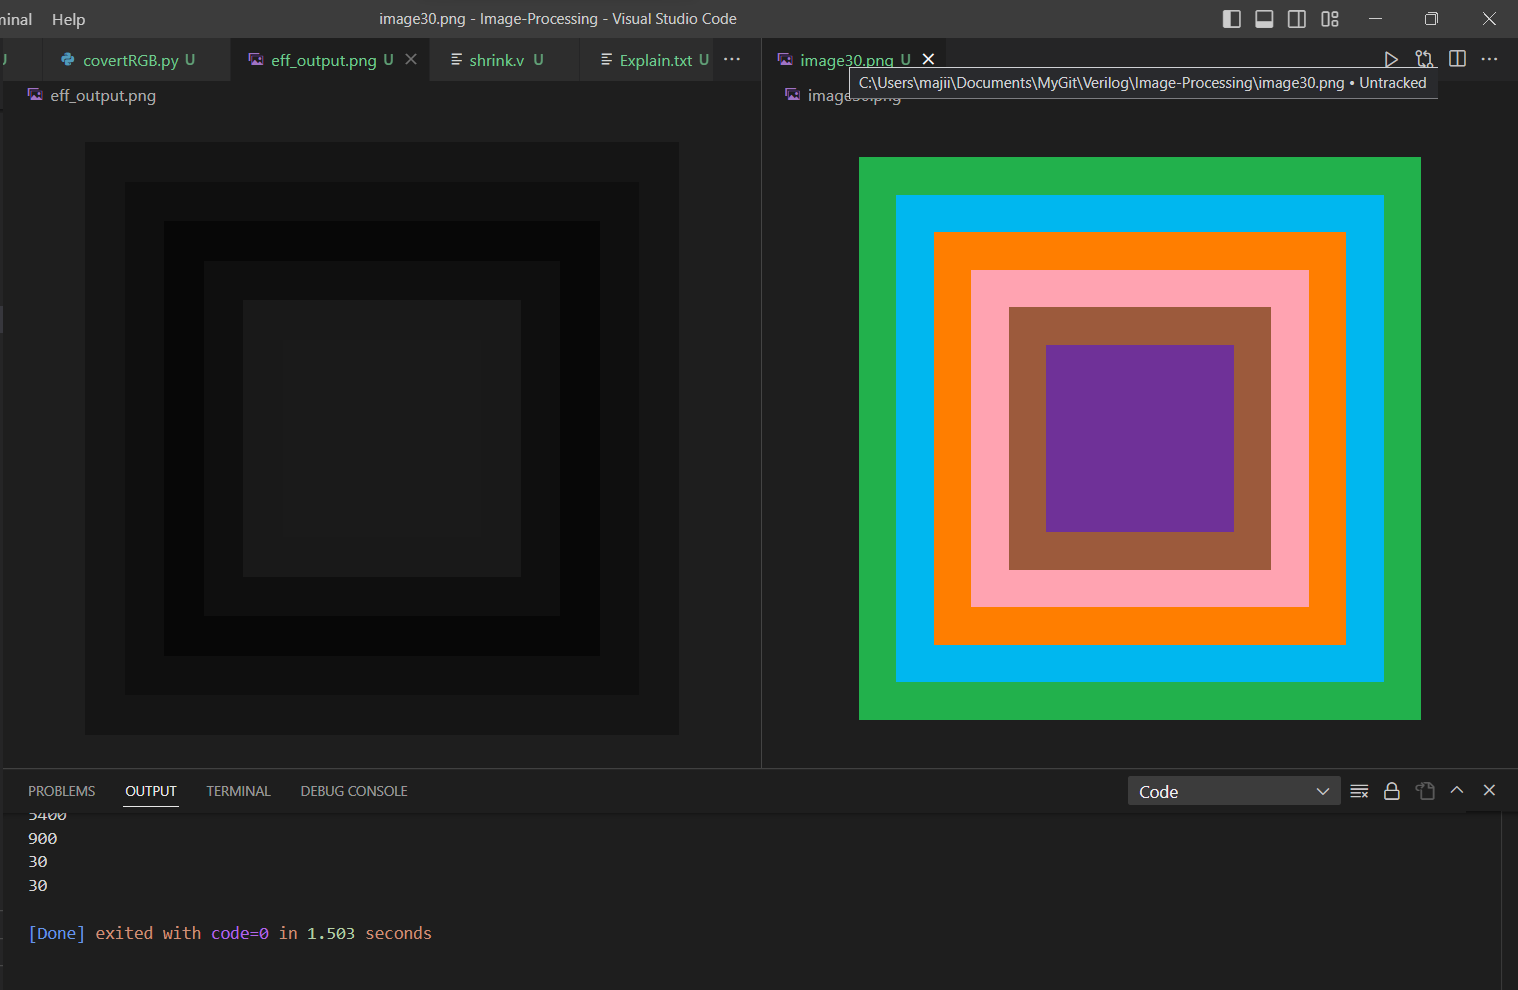 minal Help image30.png - Image-Processing - Visual Studio Code
covertRGB.py U eff_output.png U shrink.v U Explain.txt U ··· image30.png U ···
C:\Users\majii\Documents\MyGit\Verilog\Image-Processing\image30.png • Untracked
eff_output.png image30.png
PROBLEMS OUTPUT TERMINAL DEBUG CONSOLE Code
5400
900
30
30
[Done] exited with code=0 in 1.503 seconds